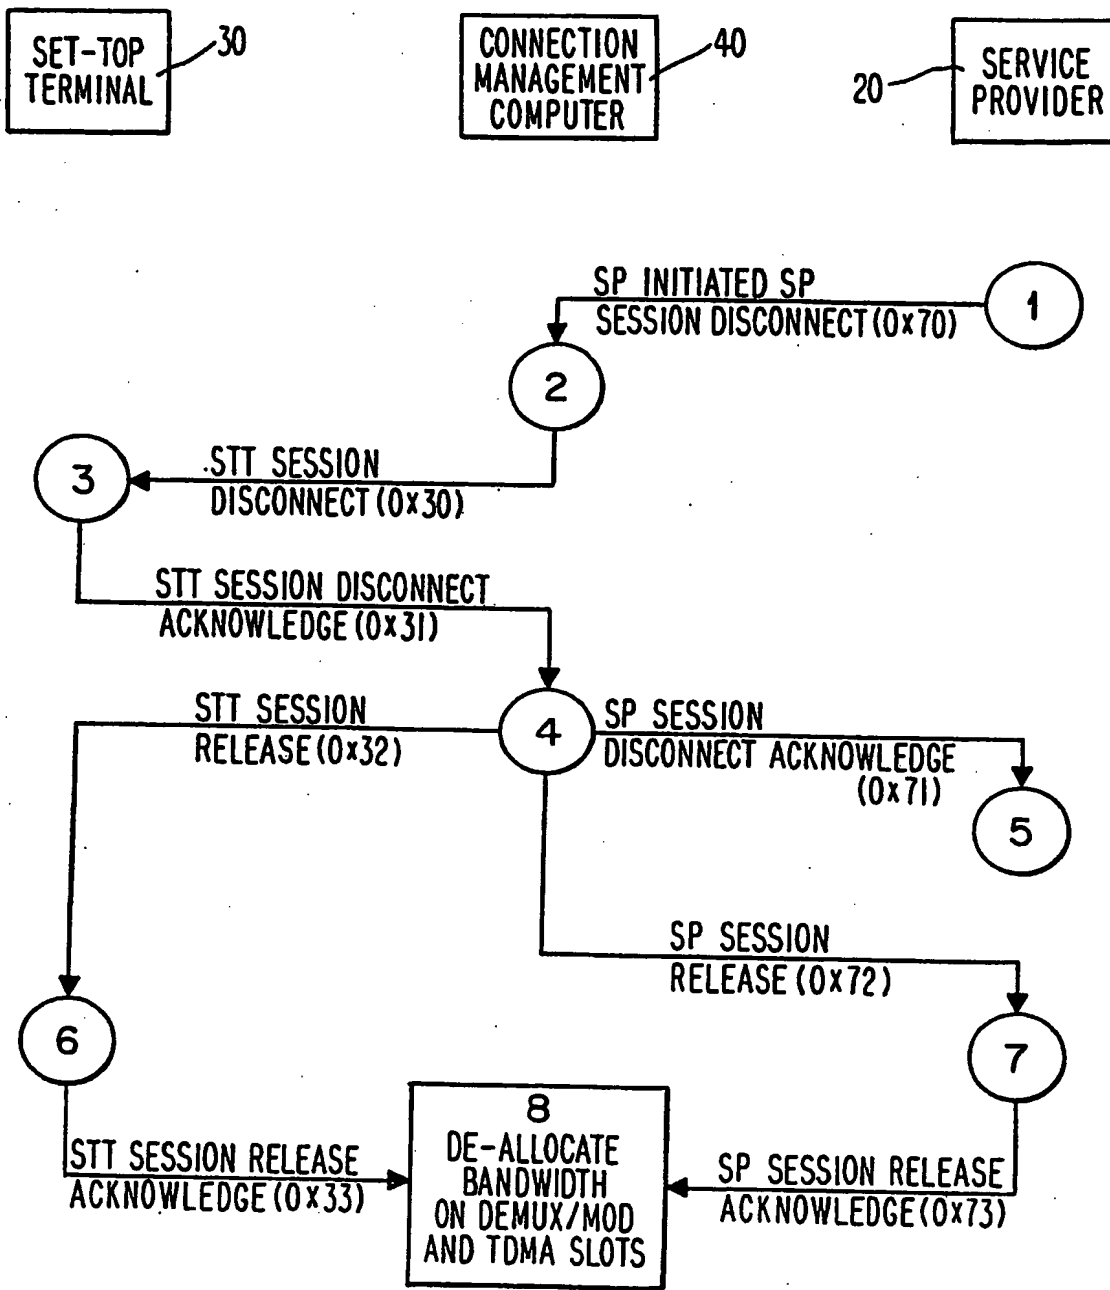 SET-TOP
TERMINAL
30
CONNECTION
MANAGEMENT
COMPUTER
40
20
SERVICE
PROVIDER
SP INITIATED SP
SESSION DISCONNECT (0x70)
1
2
3
STT SESSION
DISCONNECT (0x30)
STT SESSION DISCONNECT
ACKNOWLEDGE (0x31)
STT SESSION
RELEASE (0x32)
4
SP SESSION
DISCONNECT ACKNOWLEDGE
(0x71)
5
SP SESSION
RELEASE (0x72)
6
7
8
DE-ALLOCATE
BANDWIDTH
ON DEMUX/MOD
AND TDMA SLOTS
STT SESSION RELEASE
ACKNOWLEDGE (0x33)
SP SESSION RELEASE
ACKNOWLEDGE (0x73)